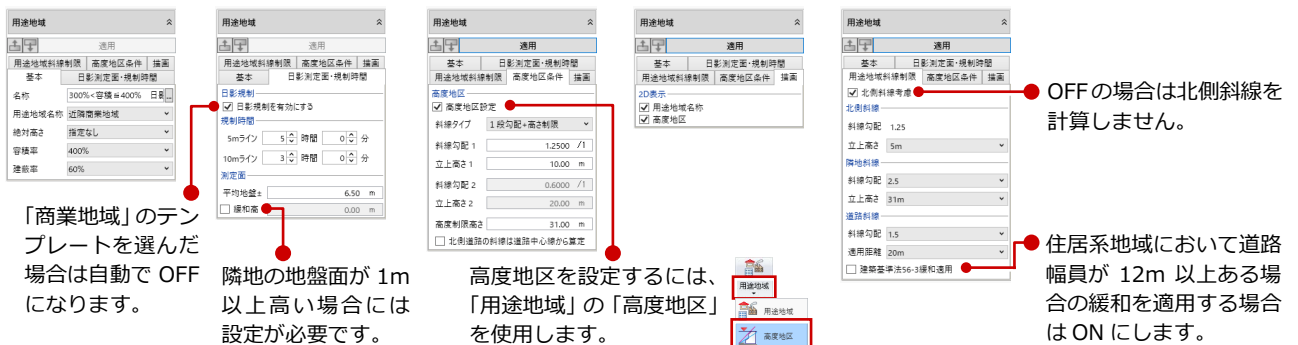 用途地域
適用
用途地域斜線制限 高度地区条件 描画
基本 日影測定面・規制時間
名称 300%<容積≦400% 日影
用途地域名称 近隣商業地域
絶対高さ 指定なし
容積率 400%
建蔽率 60%
「商業地域」のテン
プレートを選んだ
場合は自動で OFF
になります。
用途地域
適用
用途地域斜線制限 高度地区条件 描画
基本 日影測定面・規制時間
日影規制
日影規制を有効にする
規制時間
5mライン 5 時間 0 分
10mライン 3 時間 0 分
測定面
平均地盤± 6.50 m
緩和高 0.00 m
隣地の地盤面が 1m
以上高い場合には
設定が必要です。
用途地域
適用
基本 日影測定面・規制時間
用途地域斜線制限 高度地区条件 描画
高度地区
高度地区設定
斜線タイプ 1段勾配+高さ制限
斜線勾配 1 1.2500 /1
立上高さ 1 10.00 m
斜線勾配 2 0.6000 /1
立上高さ 2 20.00 m
高度制限高さ 31.00 m
北側道路の斜線は道路中心線から算定
高度地区を設定するには、
「用途地域」の「高度地区」
を使用します。
用途地域
適用
基本 日影測定面・規制時間
用途地域斜線制限 高度地区条件 描画
2D表示
用途地域名称
高度地区
用途地域
用途地域
高度地区
用途地域
適用
基本 日影測定面・規制時間
用途地域斜線制限 高度地区条件 描画
北側斜線考慮
北側斜線
斜線勾配 1.25
立上高さ 5m
隣地斜線
斜線勾配 2.5
立上高さ 31m
道路斜線
斜線勾配 1.5
適用距離 20m
建築基準法56-3緩和適用
OFFの場合は北側斜線を
計算しません。
住居系地域において道路
幅員が 12m 以上ある場
合の緩和を適用する場合
は ON にします。